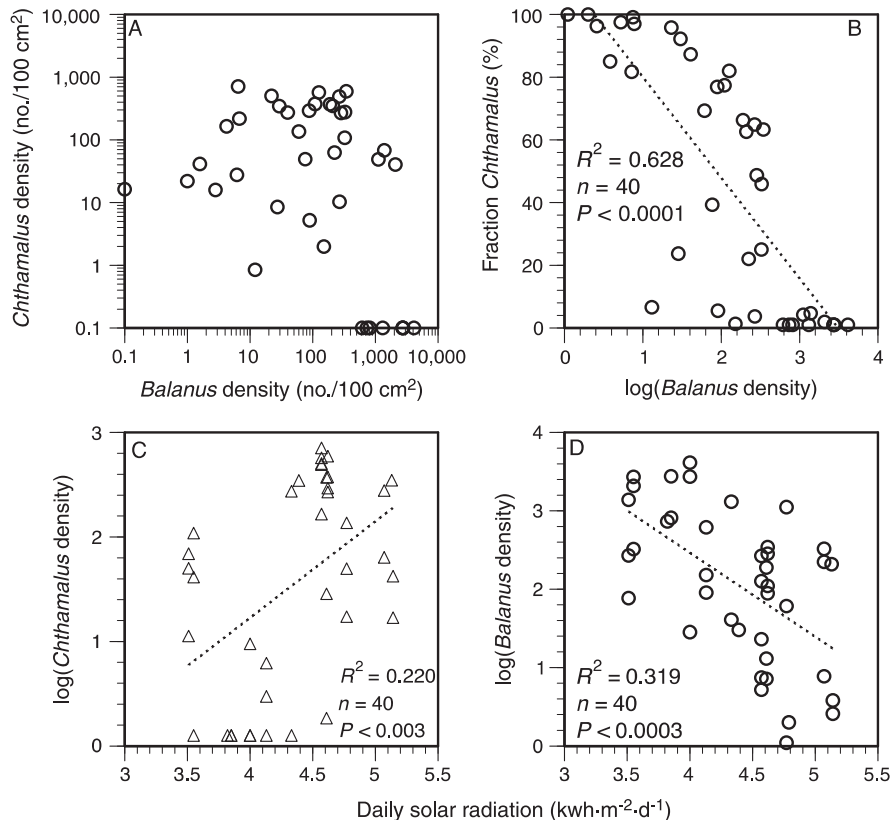 A
10,000
1,000
100
10
1
0.1
0.1 1 10 100 1,000 10,000
Chthamalus density (no./100 cm²)
Balanus density (no./100 cm²)
B
100
80
60
40
20
0
0 1 2 3 4
Fraction Chthamalus (%)
log(Balanus density)
R² = 0.628
n = 40
P < 0.0001
C
3
2
1
0
3 3.5 4 4.5 5 5.5
log(Chthamalus density)
R² = 0.220
n = 40
P < 0.003
D
4
3
2
1
0
3 3.5 4 4.5 5 5.5
log(Balanus density)
R² = 0.319
n = 40
P < 0.0003
Daily solar radiation (kwh·m⁻²·d⁻¹)